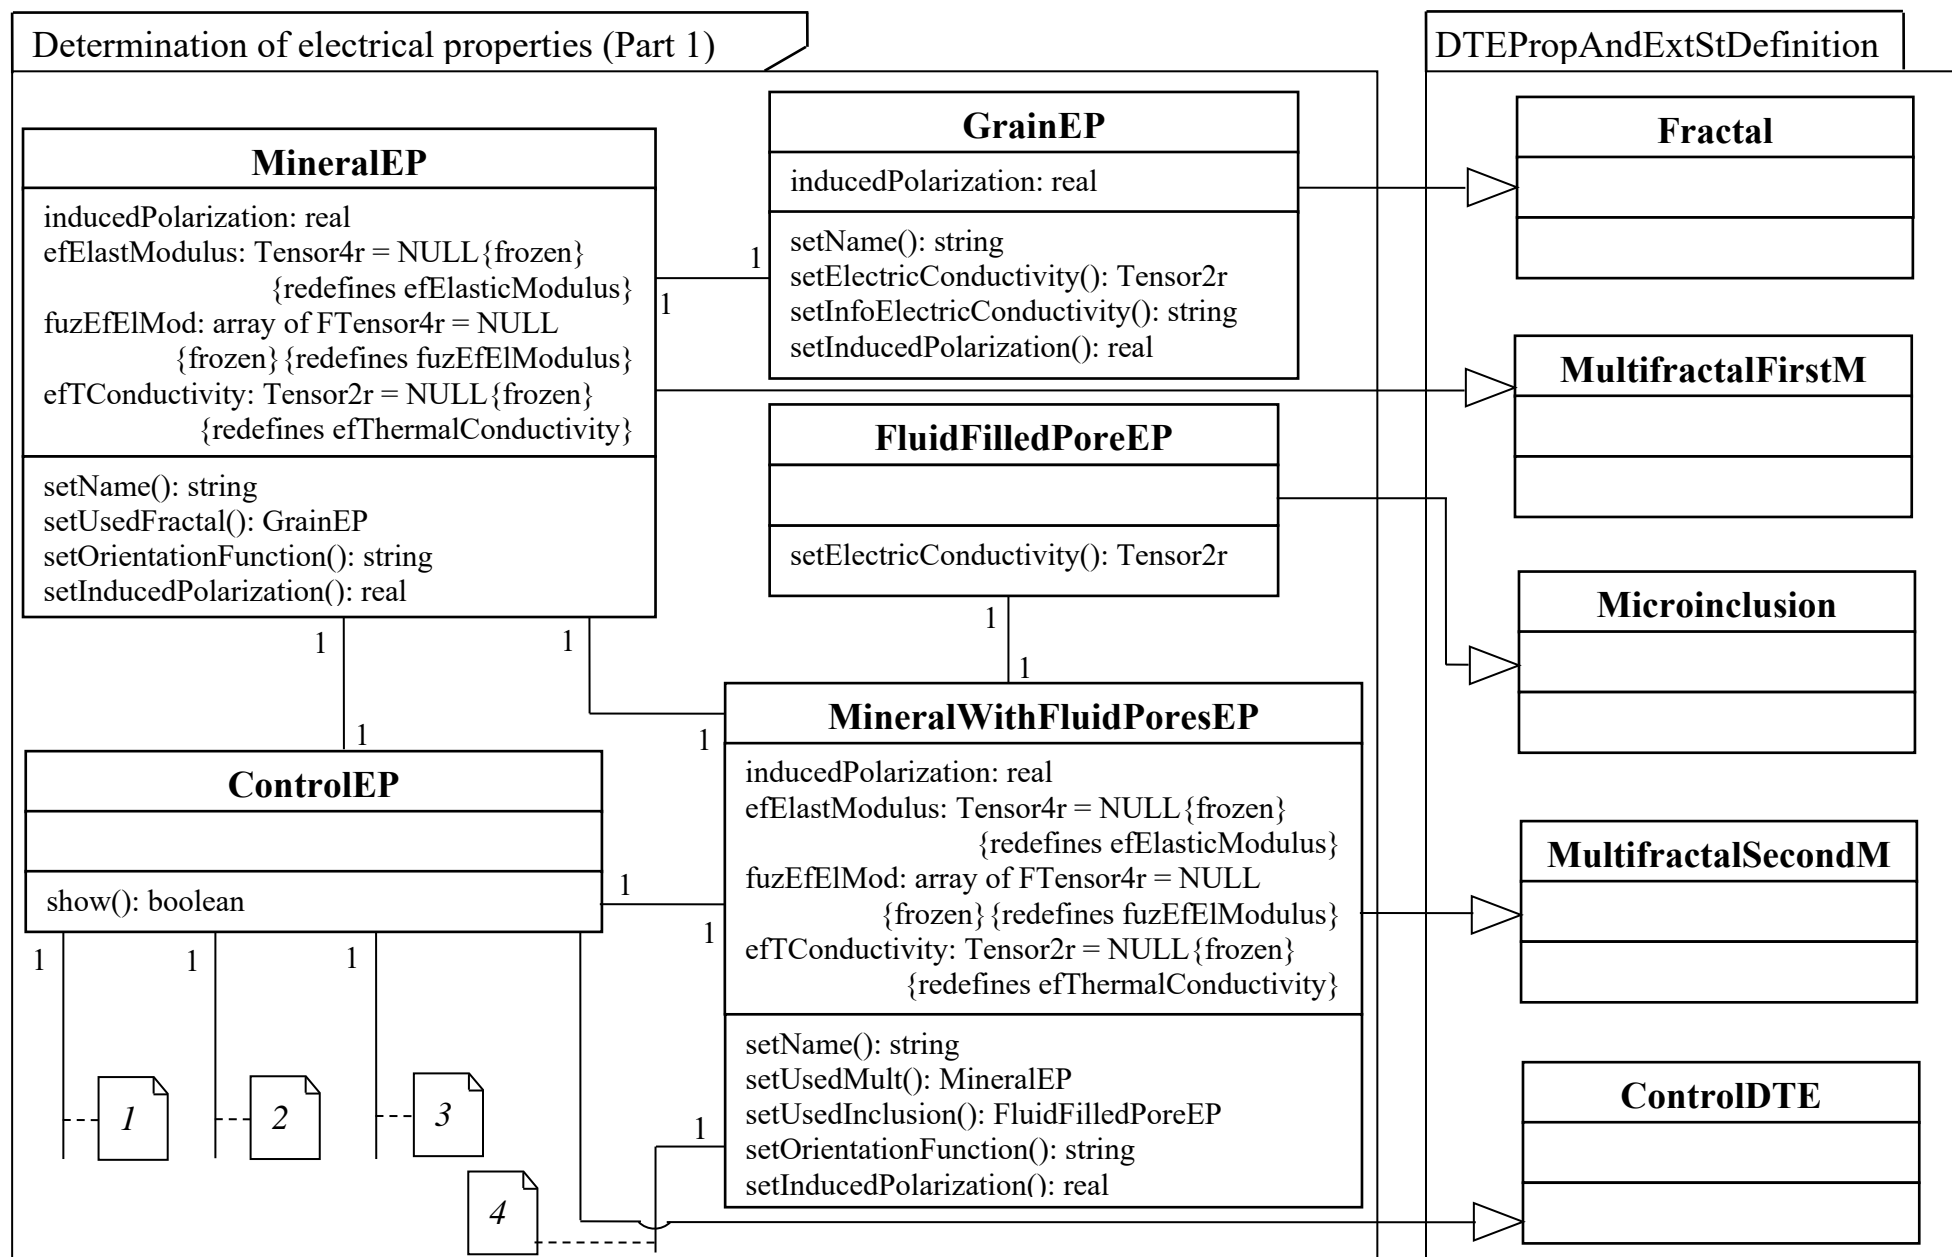 Determination of electrical properties (Part 1)
DTEPropAndExtStDefinition
MineralEP
inducedPolarization: real
efElastModulus: Tensor4r = NULL{frozen}
{redefines efElasticModulus}
fuzEfElMod: array of FTensor4r = NULL
{frozen}{redefines fuzEfElModulus}
efTConductivity: Tensor2r = NULL{frozen}
{redefines efThermalConductivity}
setName(): string
setUsedFractal(): GrainEP
setOrientationFunction(): string
setInducedPolarization(): real
GrainEP
inducedPolarization: real
setName(): string
setElectricConductivity(): Tensor2r
setInfoElectricConductivity(): string
setInducedPolarization(): real
1
1
FluidFilledPoreEP
setElectricConductivity(): Tensor2r
1
1
1
1
1
1
ControlEP
show(): boolean
1
1
1
1
1
MineralWithFluidPoresEP
inducedPolarization: real
efElastModulus: Tensor4r = NULL{frozen}
{redefines efElasticModulus}
fuzEfElMod: array of FTensor4r = NULL
{frozen}{redefines fuzEfElModulus}
efTConductivity: Tensor2r = NULL{frozen}
{redefines efThermalConductivity}
setName(): string
setUsedMult(): MineralEP
setUsedInclusion(): FluidFilledPoreEP
setOrientationFunction(): string
setInducedPolarization(): real
1
1
2
3
4
Fractal
MultifractalFirstM
Microinclusion
MultifractalSecondM
ControlDTE